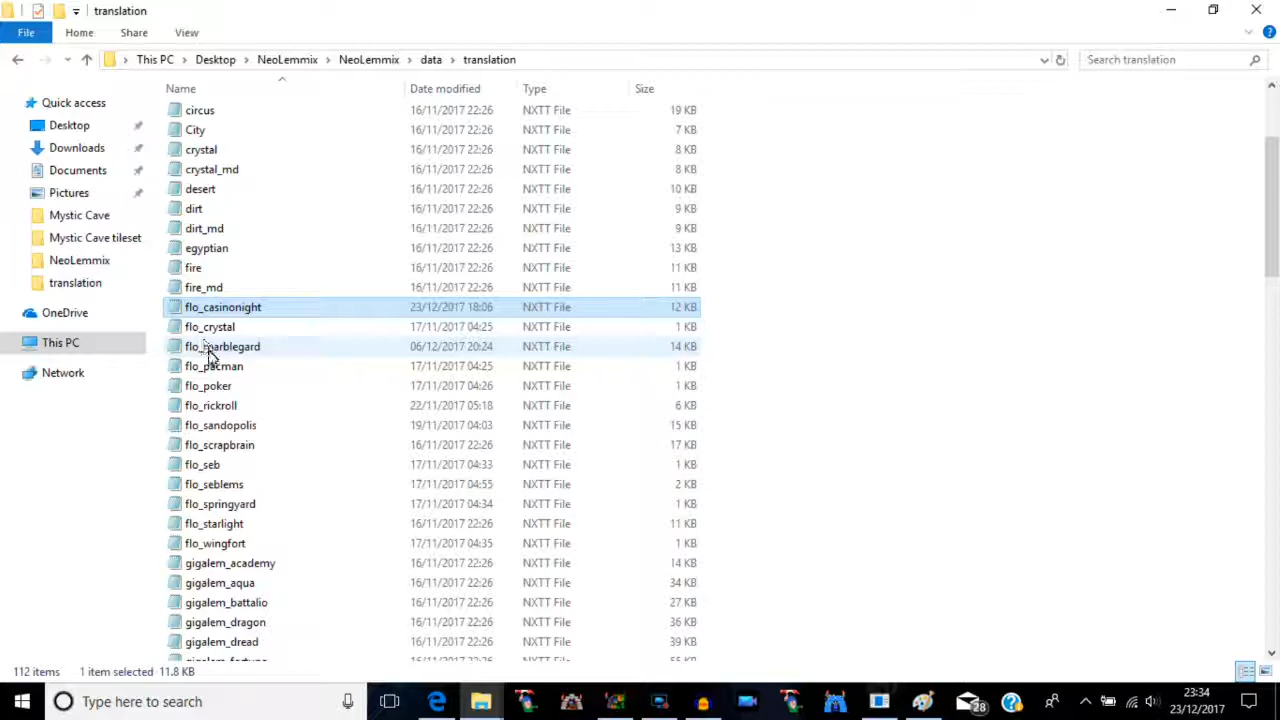 translation
File Home Share View
This PC Desktop NeoLemmix NeoLemmix data translation Search translation
Name Date modified Type Size
Quick access
Desktop
Downloads
Documents
Pictures
Mystic Cave
Mystic Cave tileset
NeoLemmix
translation
OneDrive
This PC
Network
circus 16/11/2017 22:26 NXTT File 19 KB
City 16/11/2017 22:26 NXTT File 7 KB
crystal 16/11/2017 22:26 NXTT File 8 KB
crystal_md 16/11/2017 22:26 NXTT File 8 KB
desert 16/11/2017 22:26 NXTT File 10 KB
dirt 16/11/2017 22:26 NXTT File 9 KB
dirt_md 16/11/2017 22:26 NXTT File 9 KB
egyptian 16/11/2017 22:26 NXTT File 13 KB
fire 16/11/2017 22:26 NXTT File 11 KB
fire_md 16/11/2017 22:26 NXTT File 11 KB
flo_casinonight 23/12/2017 18:06 NXTT File 12 KB
flo_crystal 17/11/2017 04:25 NXTT File 1 KB
flo_marblegard 06/12/2017 20:24 NXTT File 14 KB
flo_pacman 17/11/2017 04:25 NXTT File 1 KB
flo_poker 17/11/2017 04:26 NXTT File 1 KB
flo_rickroll 22/11/2017 05:18 NXTT File 6 KB
flo_sandopolis 19/11/2017 04:03 NXTT File 15 KB
flo_scrapbrain 16/11/2017 22:26 NXTT File 17 KB
flo_seb 17/11/2017 04:33 NXTT File 1 KB
flo_seblems 17/11/2017 04:55 NXTT File 2 KB
flo_springyard 17/11/2017 04:34 NXTT File 1 KB
flo_starlight 16/11/2017 22:26 NXTT File 11 KB
flo_wingfort 17/11/2017 04:35 NXTT File 1 KB
gigalem_academy 16/11/2017 22:26 NXTT File 14 KB
gigalem_aqua 16/11/2017 22:26 NXTT File 34 KB
gigalem_battalio 16/11/2017 22:26 NXTT File 27 KB
gigalem_dragon 16/11/2017 22:26 NXTT File 36 KB
gigalem_dread 16/11/2017 22:26 NXTT File 39 KB
112 items 1 item selected 11.8 KB
Type here to search
28
23:34
23/12/2017